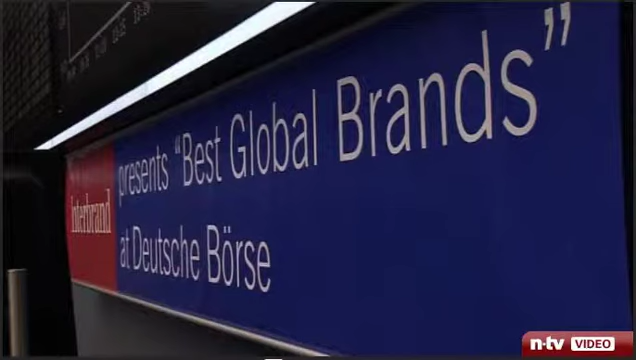 Interbrand
presents "Best Global Brands"
at Deutsche Börse
n-tv VIDEO